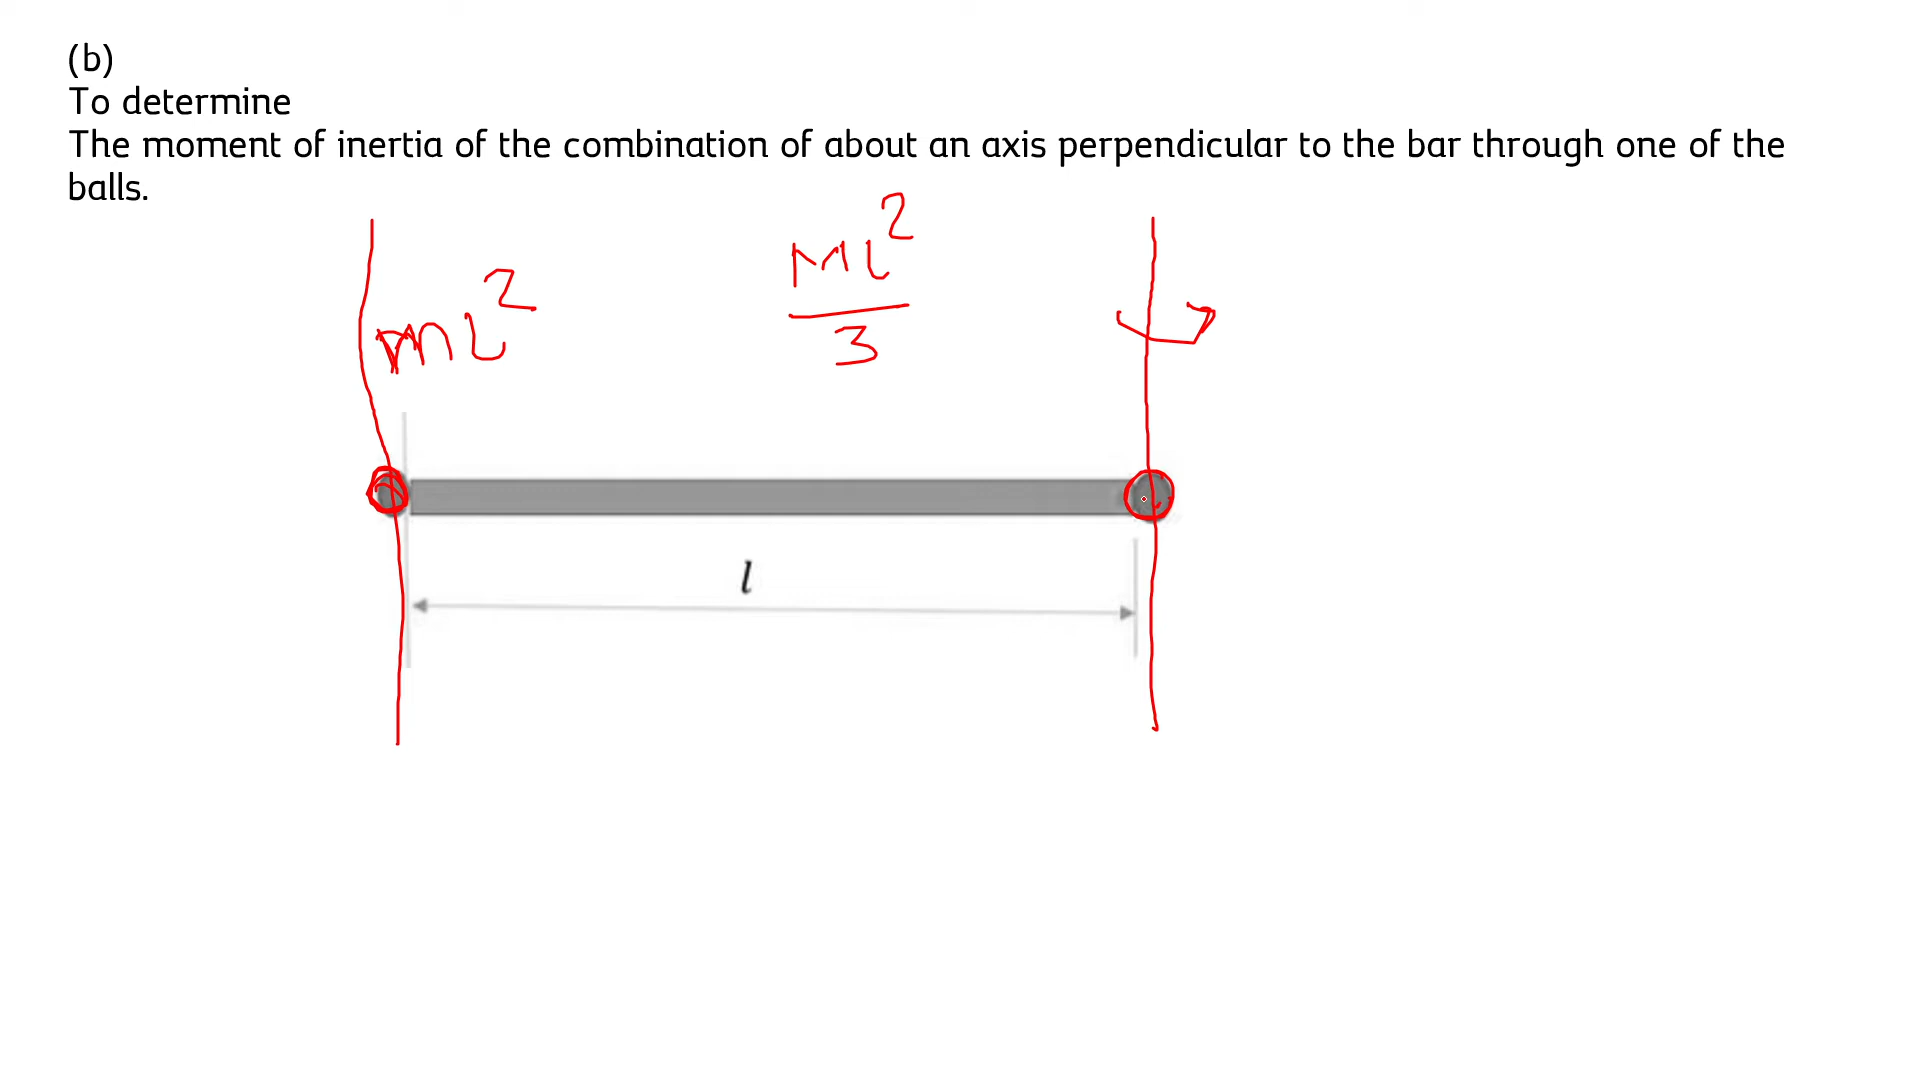 (b)
To determine
The moment of inertia of the combination of about an axis perpendicular to the bar through one of the
balls.
ml²
Ml²
3
l